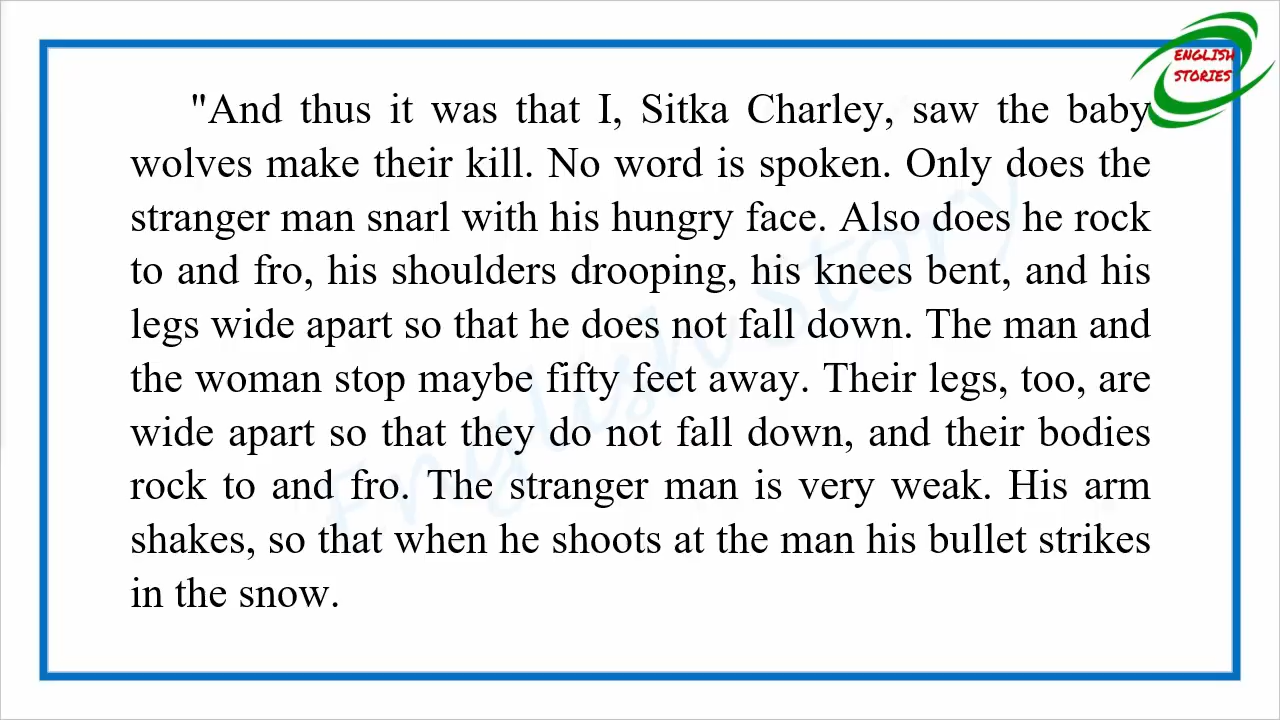 ENGLISH
STORIES
"And thus it was that I, Sitka Charley, saw the baby
wolves make their kill. No word is spoken. Only does the
stranger man snarl with his hungry face. Also does he rock
to and fro, his shoulders drooping, his knees bent, and his
legs wide apart so that he does not fall down. The man and
the woman stop maybe fifty feet away. Their legs, too, are
wide apart so that they do not fall down, and their bodies
rock to and fro. The stranger man is very weak. His arm
shakes, so that when he shoots at the man his bullet strikes
in the snow.
English Story